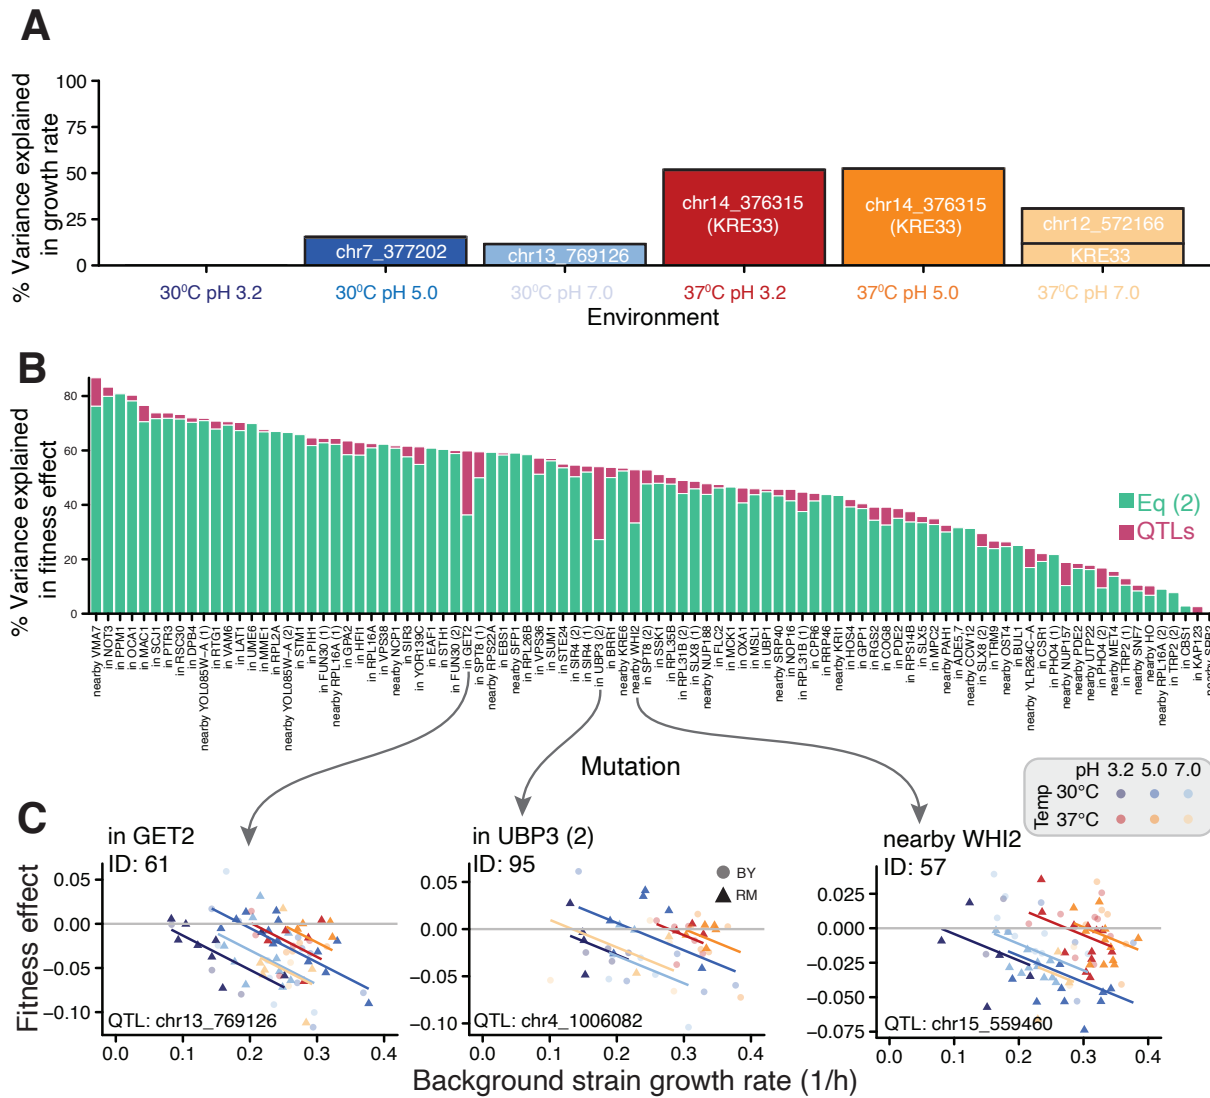 A
% Variance explained
in growth rate
100
75
50
25
0
chr7_377202
chr13_769126
chr14_376315
(KRE33)
chr14_376315
(KRE33)
chr12_572166
KRE33
30⁰C pH 3.2
30⁰C pH 5.0
30⁰C pH 7.0
37⁰C pH 3.2
37⁰C pH 5.0
37⁰C pH 7.0
Environment
B
% Variance explained
in fitness effect
80
60
40
20
0
Eq (2)
QTLs
nearby VMA7
in NOT3
in PPM1
in OCA1
in MAC1
in SCJ1
in PTR3
in RSC30
in DPB4
nearby YOL085W−A (1)
in RTG1
in VAM6
in LAT1
in UME6
in MME1
in RPL2A
nearby YOL085W−A (2)
in STM1
in PIH1
in FUN30 (1)
nearby RPL16A (1)
in GPA2
in HFI1
in RPL16A
in VPS38
nearby NCP1
in SIR3
in YOR139C
in EAF1
in STH1
in FUN30 (2)
in GET2
in SPT8 (1)
nearby RPS22A
in EBS1
nearby SFP1
in RPL26B
in VPS36
in SUM1
in STE24
in SIR4 (2)
in SIR4 (1)
in UBP3 (2)
in BRR1
nearby KRE6
nearby WHI2
in SPT8 (2)
in SSK1
in RPL35B
in RPL31B (2)
in SLX8 (1)
nearby NUP188
in FLC2
in MCK1
in OXA1
in MSL1
in UBP1
nearby SRP40
in NOP16
in RPL31B (1)
in CPR6
in RRP46
nearby KRI1
in HOS4
in GPP1
in RGS2
in COG8
in PDE2
in RPS14B
in SLX5
in MPC2
nearby PAH1
in ADE5,7
nearby CCW12
in SLX8 (2)
in TRM9
nearby OST4
in BUL1
nearby YLR264C−A
in CSR1
in PHO4 (1)
nearby NUP157
nearby NDE2
nearby UTP22
in PHO4 (2)
nearby MET4
in TRP2 (1)
nearby SNF7
nearby HO
nearby RPL16A (2)
in TRP2 (2)
in CBS1
in KAP123
Mutation
pH 3.2 5.0 7.0
Temp
30°C
37°C
C
Fitness effect
in GET2
ID: 61
0.05
0.00
−0.05
−0.10
QTL: chr13_769126
0.0 0.1 0.2 0.3 0.4
in UBP3 (2)
ID: 95
BY
RM
0.05
0.00
−0.05
−0.10
QTL: chr4_1006082
0.0 0.1 0.2 0.3 0.4
nearby WHI2
ID: 57
0.025
0.000
−0.025
−0.050
−0.075
QTL: chr15_559460
0.0 0.1 0.2 0.3 0.4
Background strain growth rate (1/h)